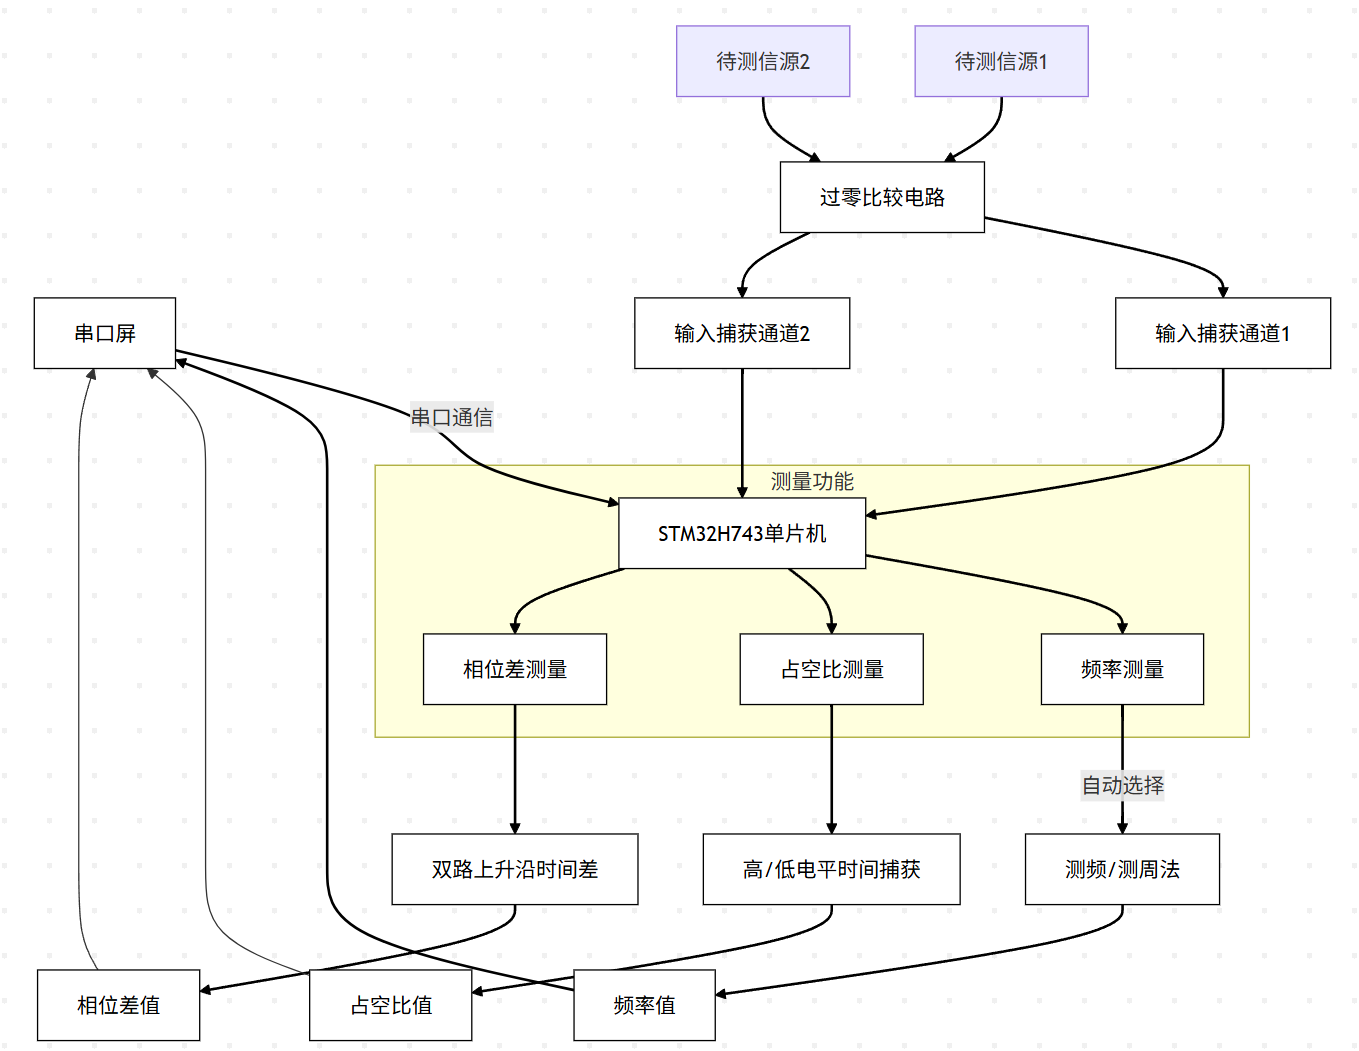 待测信源2
待测信源1
过零比较电路
串口屏
输入捕获通道2
输入捕获通道1
串口通信
测量功能
STM32H743单片机
相位差测量
占空比测量
频率测量
自动选择
双路上升沿时间差
高/低电平时间捕获
测频/测周法
相位差值
占空比值
频率值